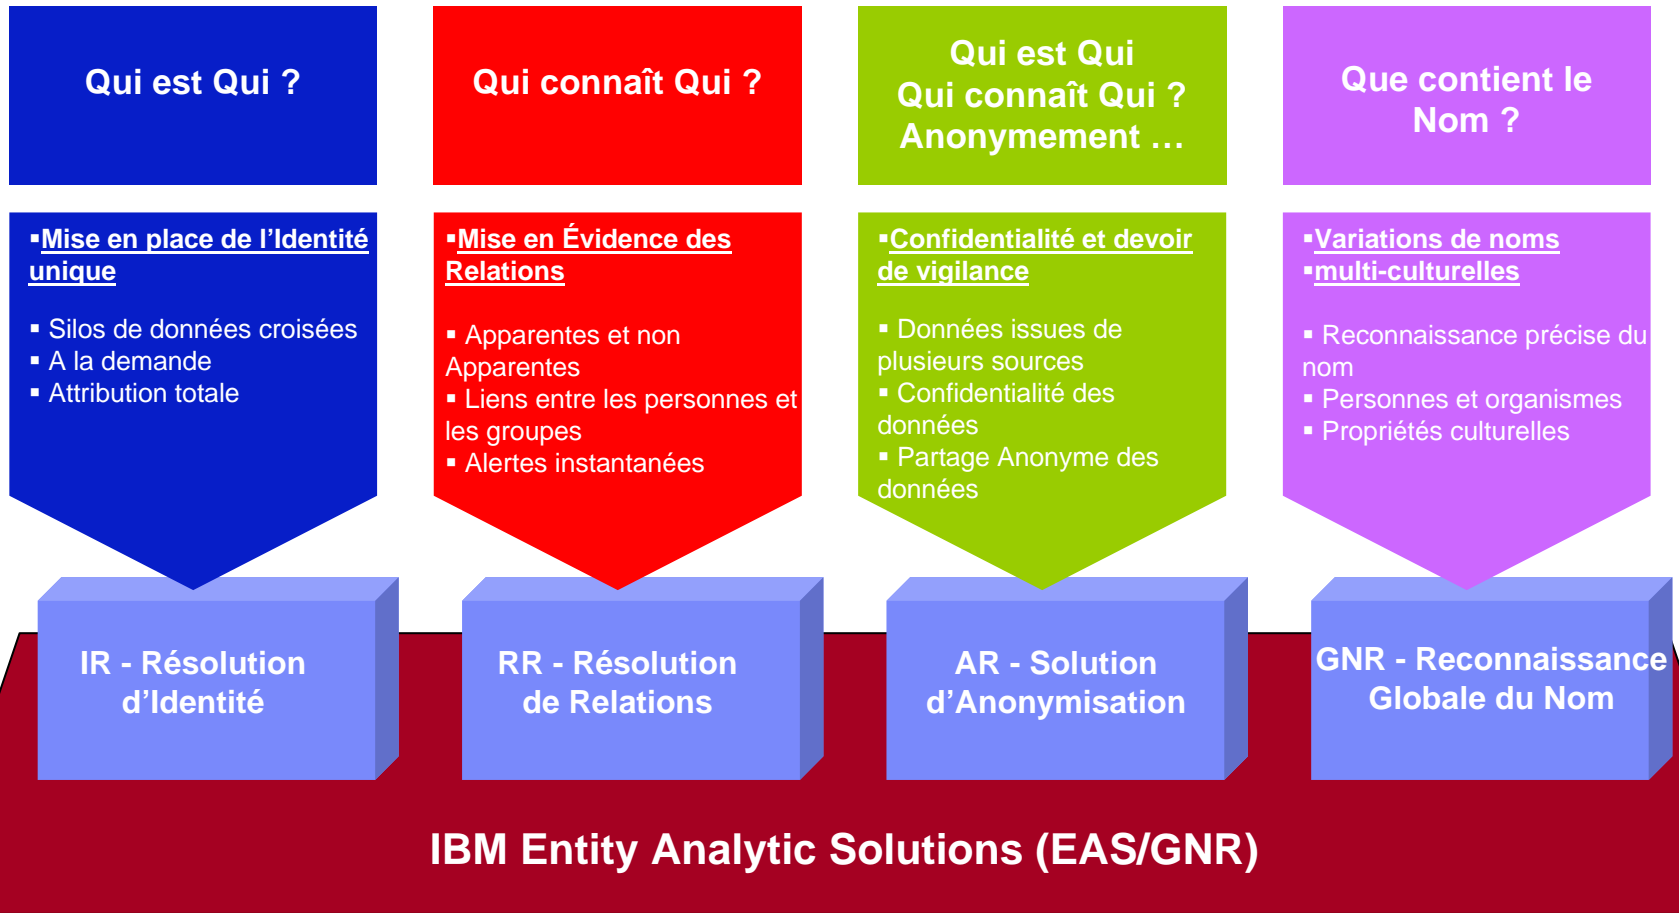 Qui est Qui ?
Qui connaît Qui ?
Qui est Qui
Qui connaît Qui ?
Anonymement …
Que contient le
Nom ?
▪Mise en place de l’Identité
unique
▪ Silos de données croisées
▪ A la demande
▪ Attribution totale
▪Mise en Évidence des
Relations
▪ Apparentes et non
Apparentes
▪ Liens entre les personnes et
les groupes
▪ Alertes instantanées
▪Confidentialité et devoir
de vigilance
▪ Données issues de
plusieurs sources
▪ Confidentialité des
données
▪ Partage Anonyme des
données
▪Variations de noms
▪multi-culturelles
▪ Reconnaissance précise du
nom
▪ Personnes et organismes
▪ Propriétés culturelles
IR - Résolution
d’Identité
RR - Résolution
de Relations
AR - Solution
d’Anonymisation
GNR - Reconnaissance
Globale du Nom
IBM Entity Analytic Solutions (EAS/GNR)